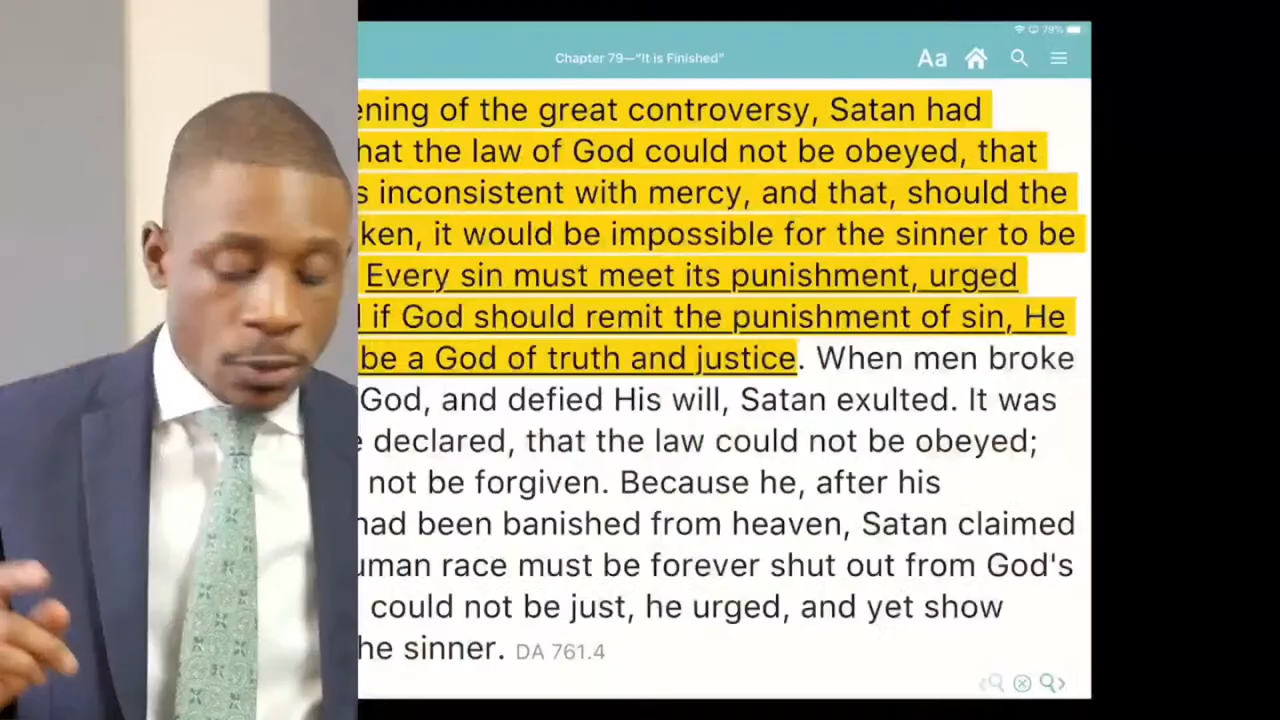 79%
Chapter 79—"It is Finished"
Aa
ening of the great controversy, Satan had
hat the law of God could not be obeyed, that
s inconsistent with mercy, and that, should the
ken, it would be impossible for the sinner to be
Every sin must meet its punishment, urged
if God should remit the punishment of sin, He
be a God of truth and justice. When men broke
God, and defied His will, Satan exulted. It was
declared, that the law could not be obeyed;
not be forgiven. Because he, after his
had been banished from heaven, Satan claimed
uman race must be forever shut out from God's
could not be just, he urged, and yet show
he sinner. DA 761.4